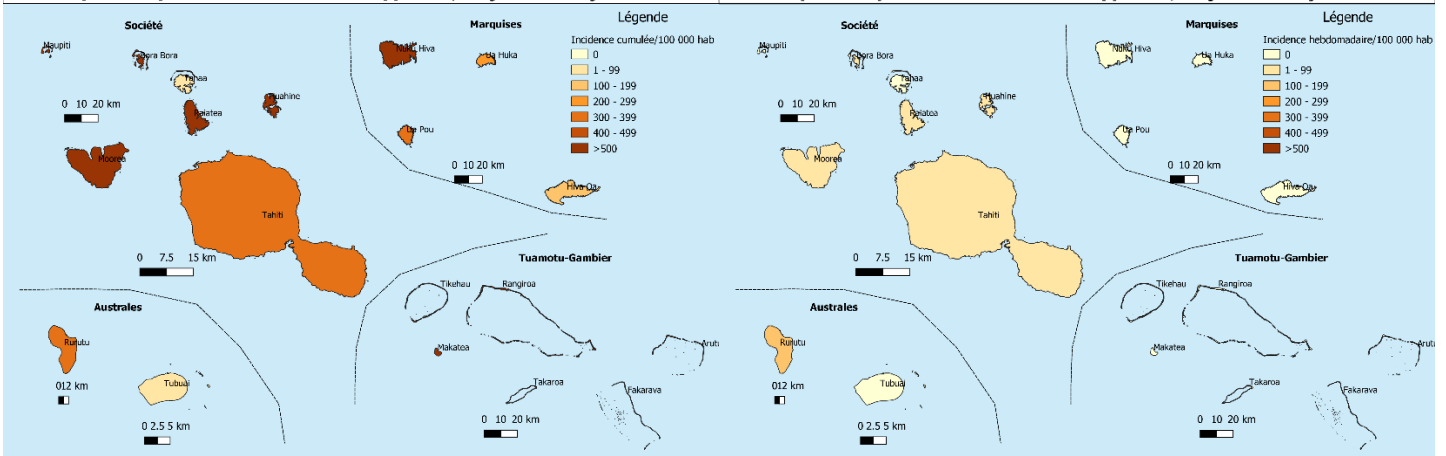 Société
Marquises
Légende
Incidence cumulée/100 000 hab
0
1 - 99
100 - 199
200 - 299
300 - 399
400 - 499
>500
Maupiti
Bora Bora
Tahaa
Raiatea
Huahine
0 10 20 km
Moorea
Tahiti
0 7.5 15 km
Nuku Hiva
Ua Huka
Ua Pou
0 10 20 km
Hiva Oa
Australes
Rurutu
012 km
Tubuai
0 2.5 5 km
Tuamotu-Gambier
Tikehau
Rangiroa
Makatea
Arutu
Takaroa
Fakarava
0 10 20 km
Société
Marquises
Légende
Incidence hebdomadaire/100 000 hab
0
1 - 99
100 - 199
200 - 299
300 - 399
400 - 499
>500
Maupiti
Bora Bora
Tahaa
Raiatea
Huahine
0 10 20 km
Moorea
Tahiti
0 7.5 15 km
Nuku Hiva
Ua Huka
Ua Pou
0 10 20 km
Hiva Oa
Australes
Rurutu
012 km
Tubuai
0 2.5 5 km
Tuamotu-Gambier
Tikehau
Rangiroa
Makatea
Arutu
Takaroa
Fakarava
0 10 20 km